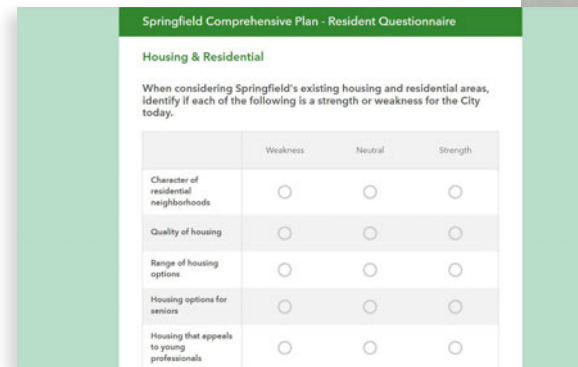 Springfield Comprehensive Plan - Resident Questionnaire
Housing & Residential
When considering Springfield's existing housing and residential areas,
identify if each of the following is a strength or weakness for the City
today.
Weakness Neutral Strength
Character of
residential
neighborhoods
Quality of housing
Range of housing
options
Housing options for
seniors
Housing that appeals
to young
professionals